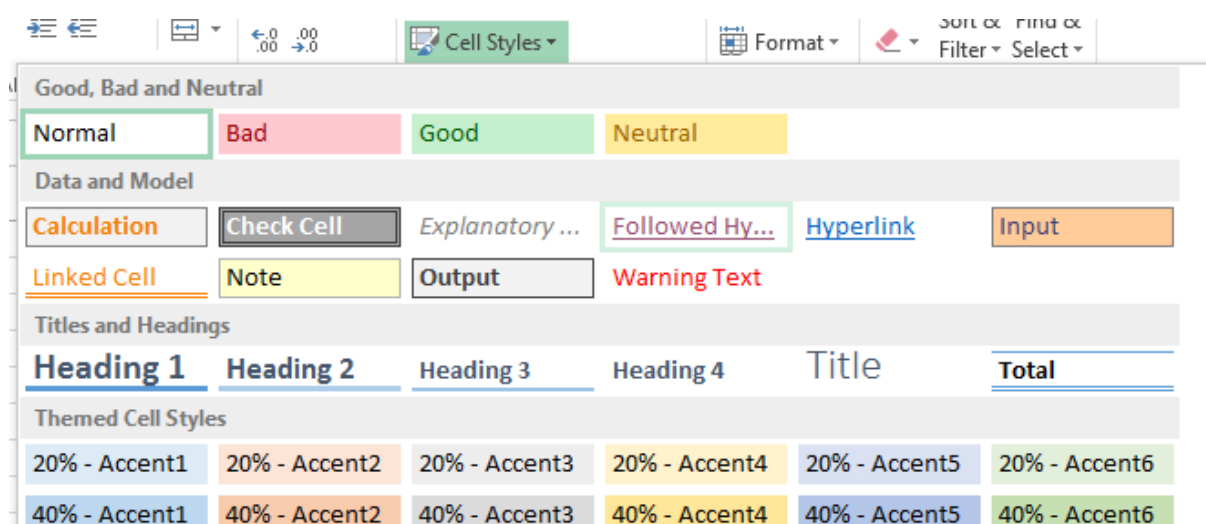 Sort & Find &
Cell Styles Format Filter Select
Good, Bad and Neutral
Normal Bad Good Neutral
Data and Model
Calculation Check Cell Explanatory ... Followed Hy... Hyperlink Input
Linked Cell Note Output Warning Text
Titles and Headings
Heading 1 Heading 2 Heading 3 Heading 4 Title Total
Themed Cell Styles
20% - Accent1 20% - Accent2 20% - Accent3 20% - Accent4 20% - Accent5 20% - Accent6
40% - Accent1 40% - Accent2 40% - Accent3 40% - Accent4 40% - Accent5 40% - Accent6